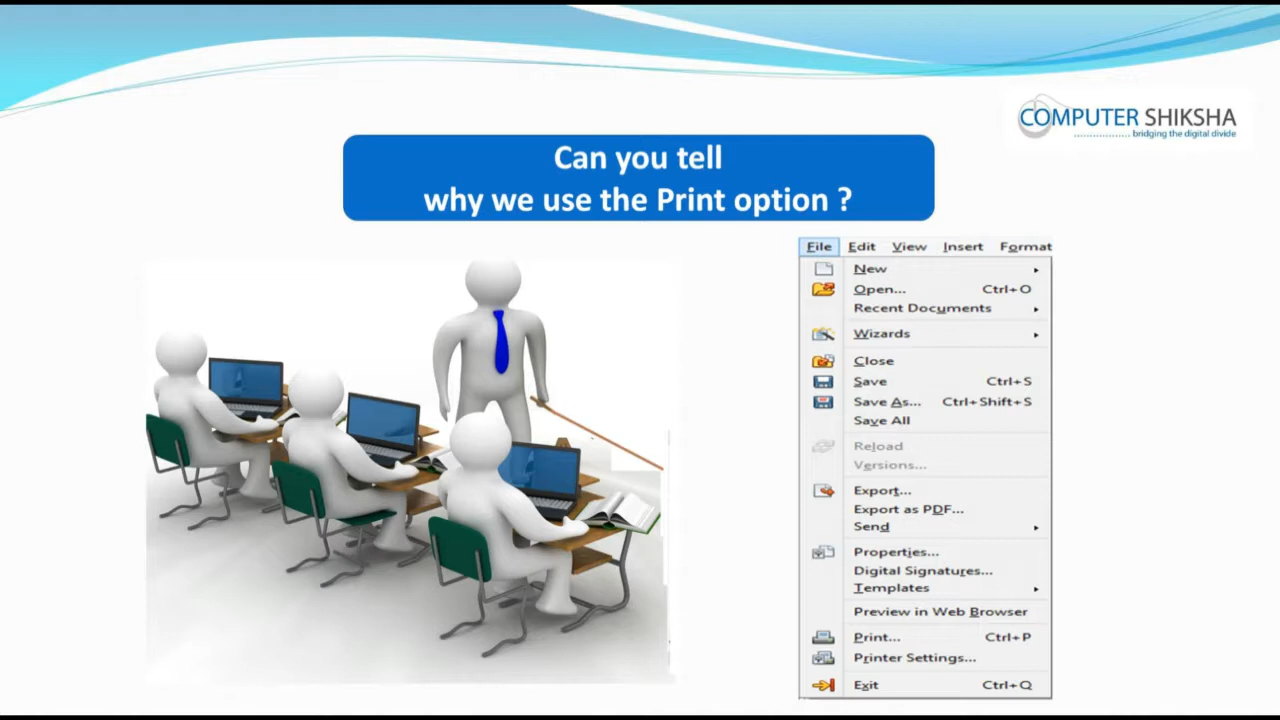 COMPUTER SHIKSHA
bridging the digital divide
Can you tell
why we use the Print option ?
File Edit View Insert Format
New
Open... Ctrl+O
Recent Documents
Wizards
Close
Save Ctrl+S
Save As... Ctrl+Shift+S
Save All
Reload
Versions...
Export...
Export as PDF...
Send
Properties...
Digital Signatures...
Templates
Preview in Web Browser
Print... Ctrl+P
Printer Settings...
Exit Ctrl+Q